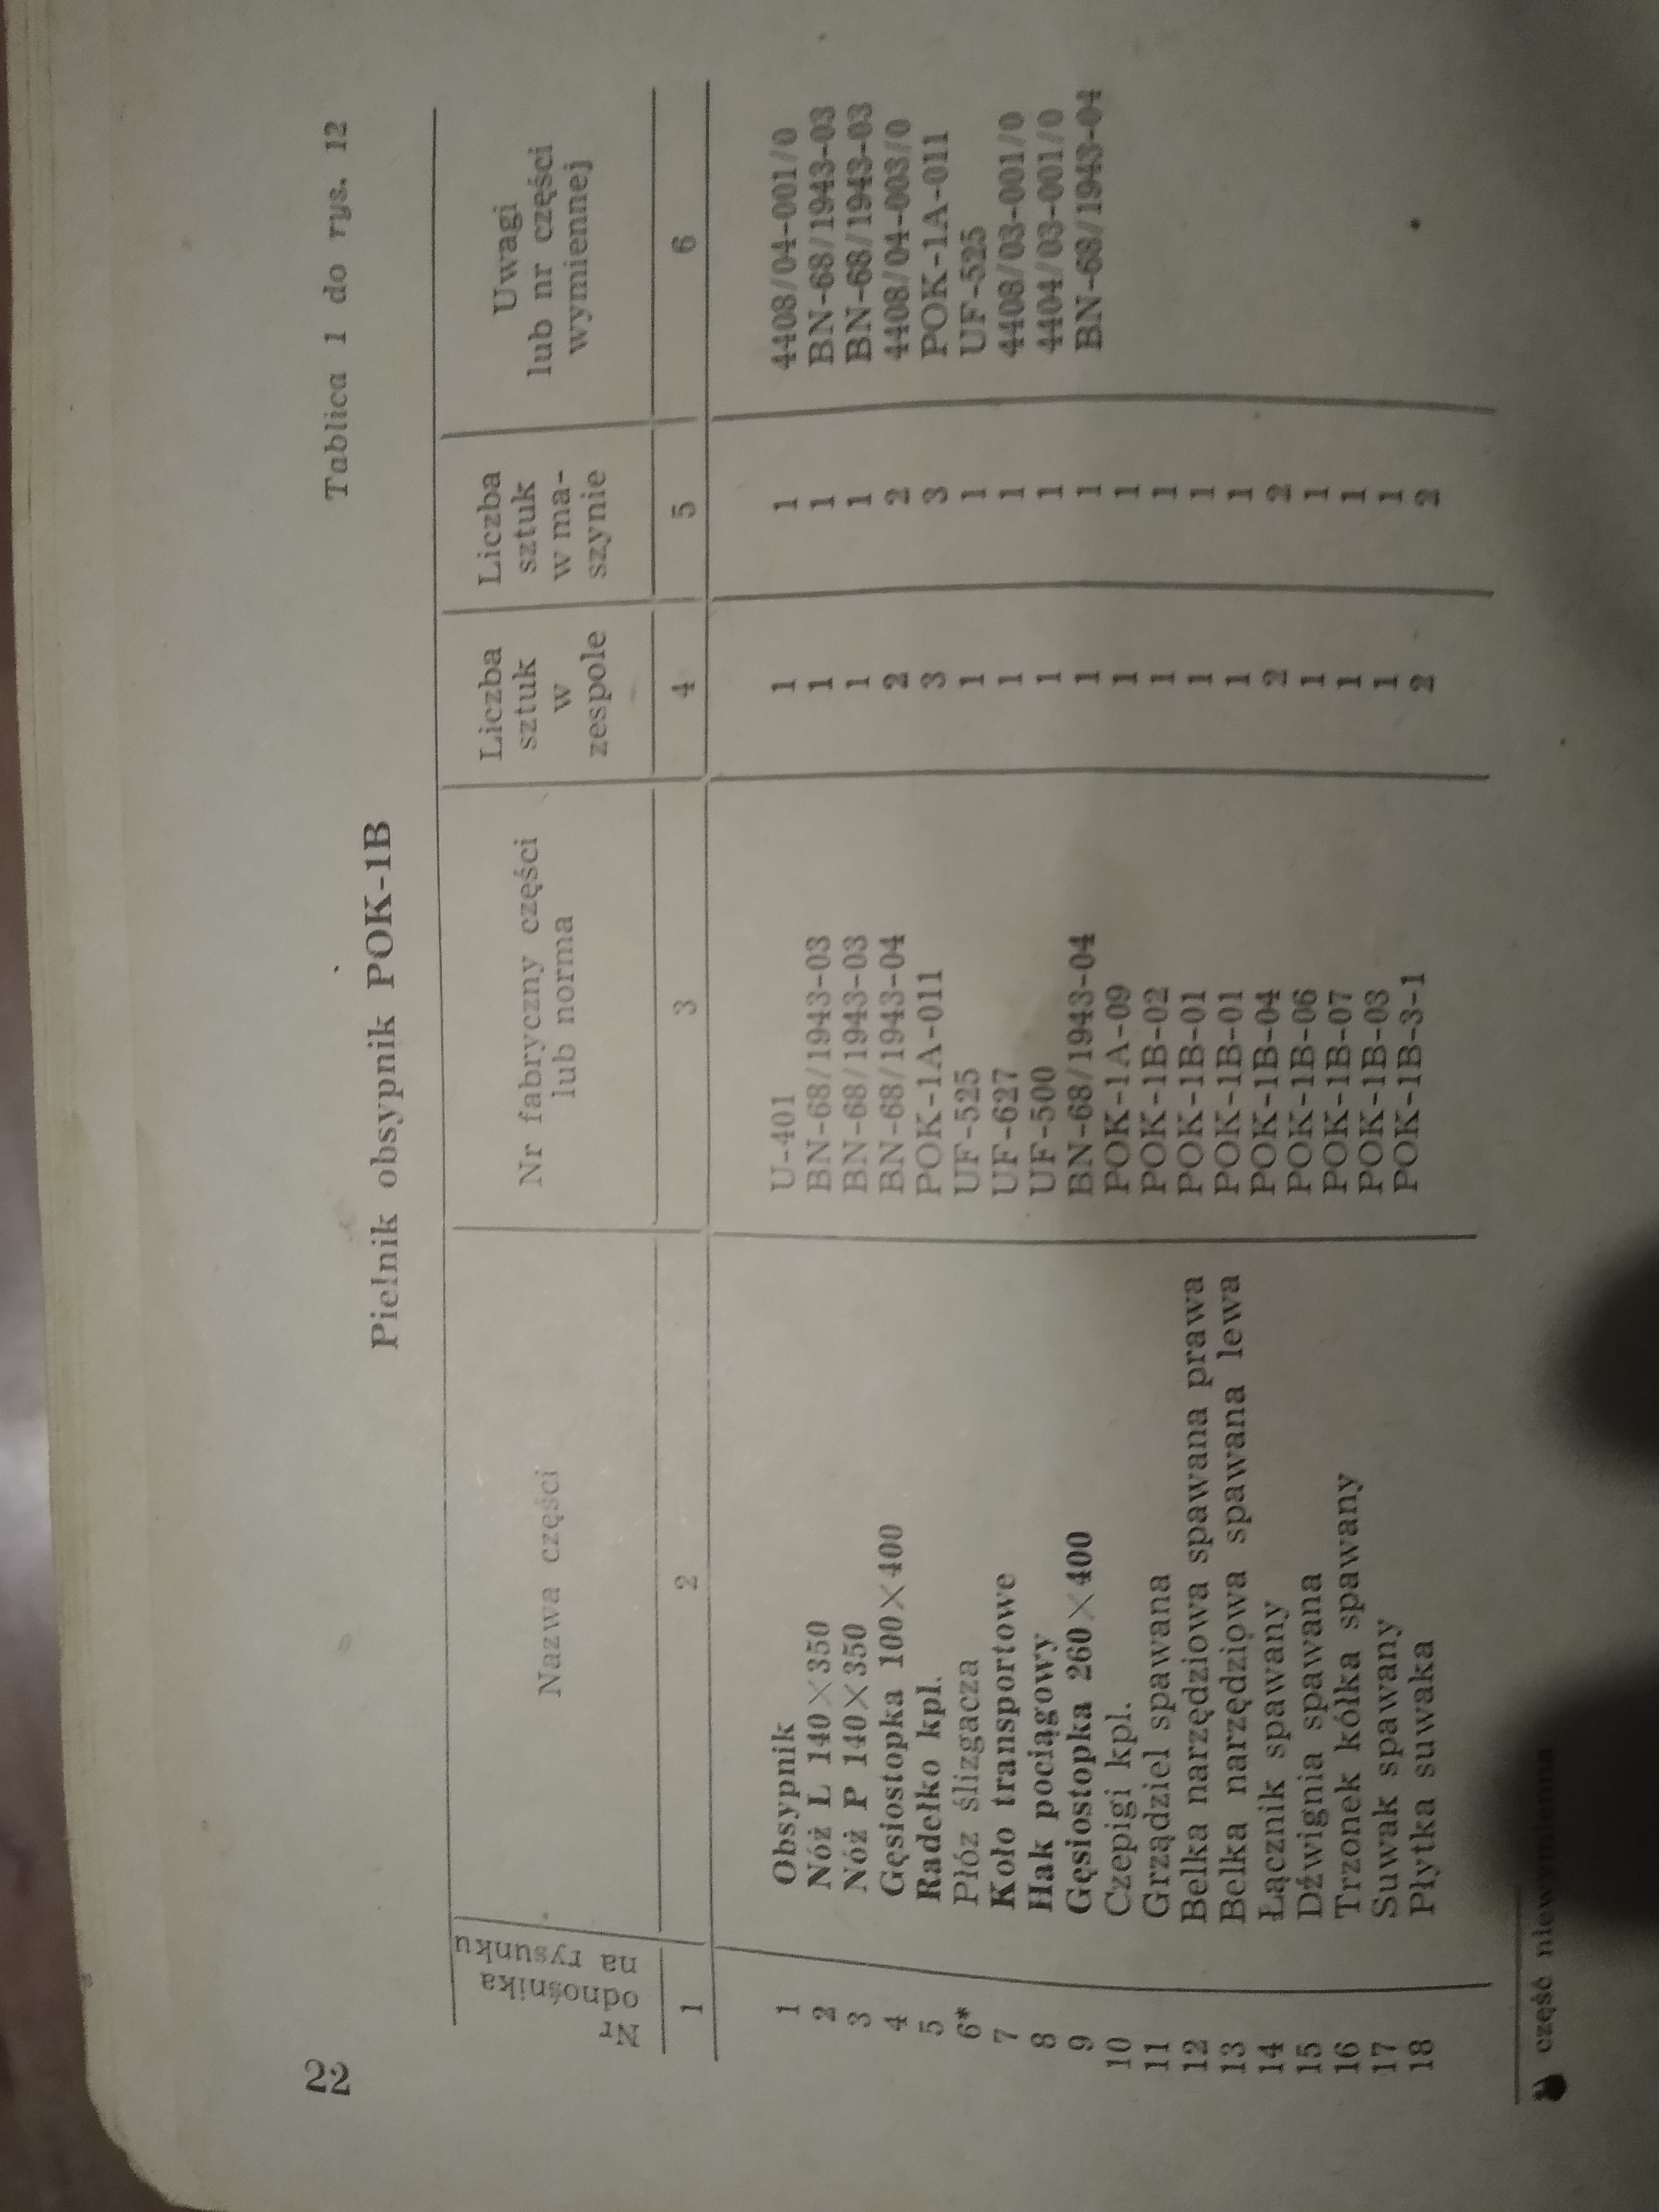 22
Tablica 1 do rys. 12
Pielnik obsypnik POK-1B
Nr odnośnika na rysunku | Nazwa części | Nr fabryczny części lub norma | Liczba sztuk w zespole | Liczba sztuk w ma-szynie | Uwagi lub nr części wymiennej
1 | 2 | 3 | 4 | 5 | 6
1 | Obsypnik | U-401 | 1 | 1 | 4408/04-001/0
2 | Nóż L 140×350 | BN-68/1943-03 | 1 | 1 | BN-68/1943-03
3 | Nóż P 140×350 | BN-68/1943-03 | 1 | 1 | BN-68/1943-03
4 | Gęsiostopka 100×400 | BN-68/1943-04 | 2 | 2 | 4408/04-003/0
5 | Radełko kpl. | POK-1A-011 | 3 | 3 | POK-1A-011
6* | Płóz ślizgacza | UF-525 | 1 | 1 | UF-525
7 | Koło transportowe | UF-627 | 1 | 1 | 4408/03-001/0
8 | Hak pociągowy | UF-500 | 1 | 1 | 4404/03-001/0
9 | Gęsiostopka 260×400 | BN-68/1943-04 | 1 | 1 | BN-68/1943-04
10 | Czepigi kpl. | POK-1A-09 | 1 | 1
11 | Grządziel spawana | POK-1B-02 | 1 | 1
12 | Belka narzędziowa spawana prawa | POK-1B-01 | 1 | 1
13 | Belka narzędziowa spawana lewa | POK-1B-01 | 1 | 1
14 | Łącznik spawany | POK-1B-04 | 2 | 2
15 | Dźwignia spawana | POK-1B-06 | 1 | 1
16 | Trzonek kółka spawany | POK-1B-07 | 1 | 1
17 | Suwak spawany | POK-1B-03 | 1 | 1
18 | Płytka suwaka | POK-1B-3-1 | 2 | 2
część niewymienna